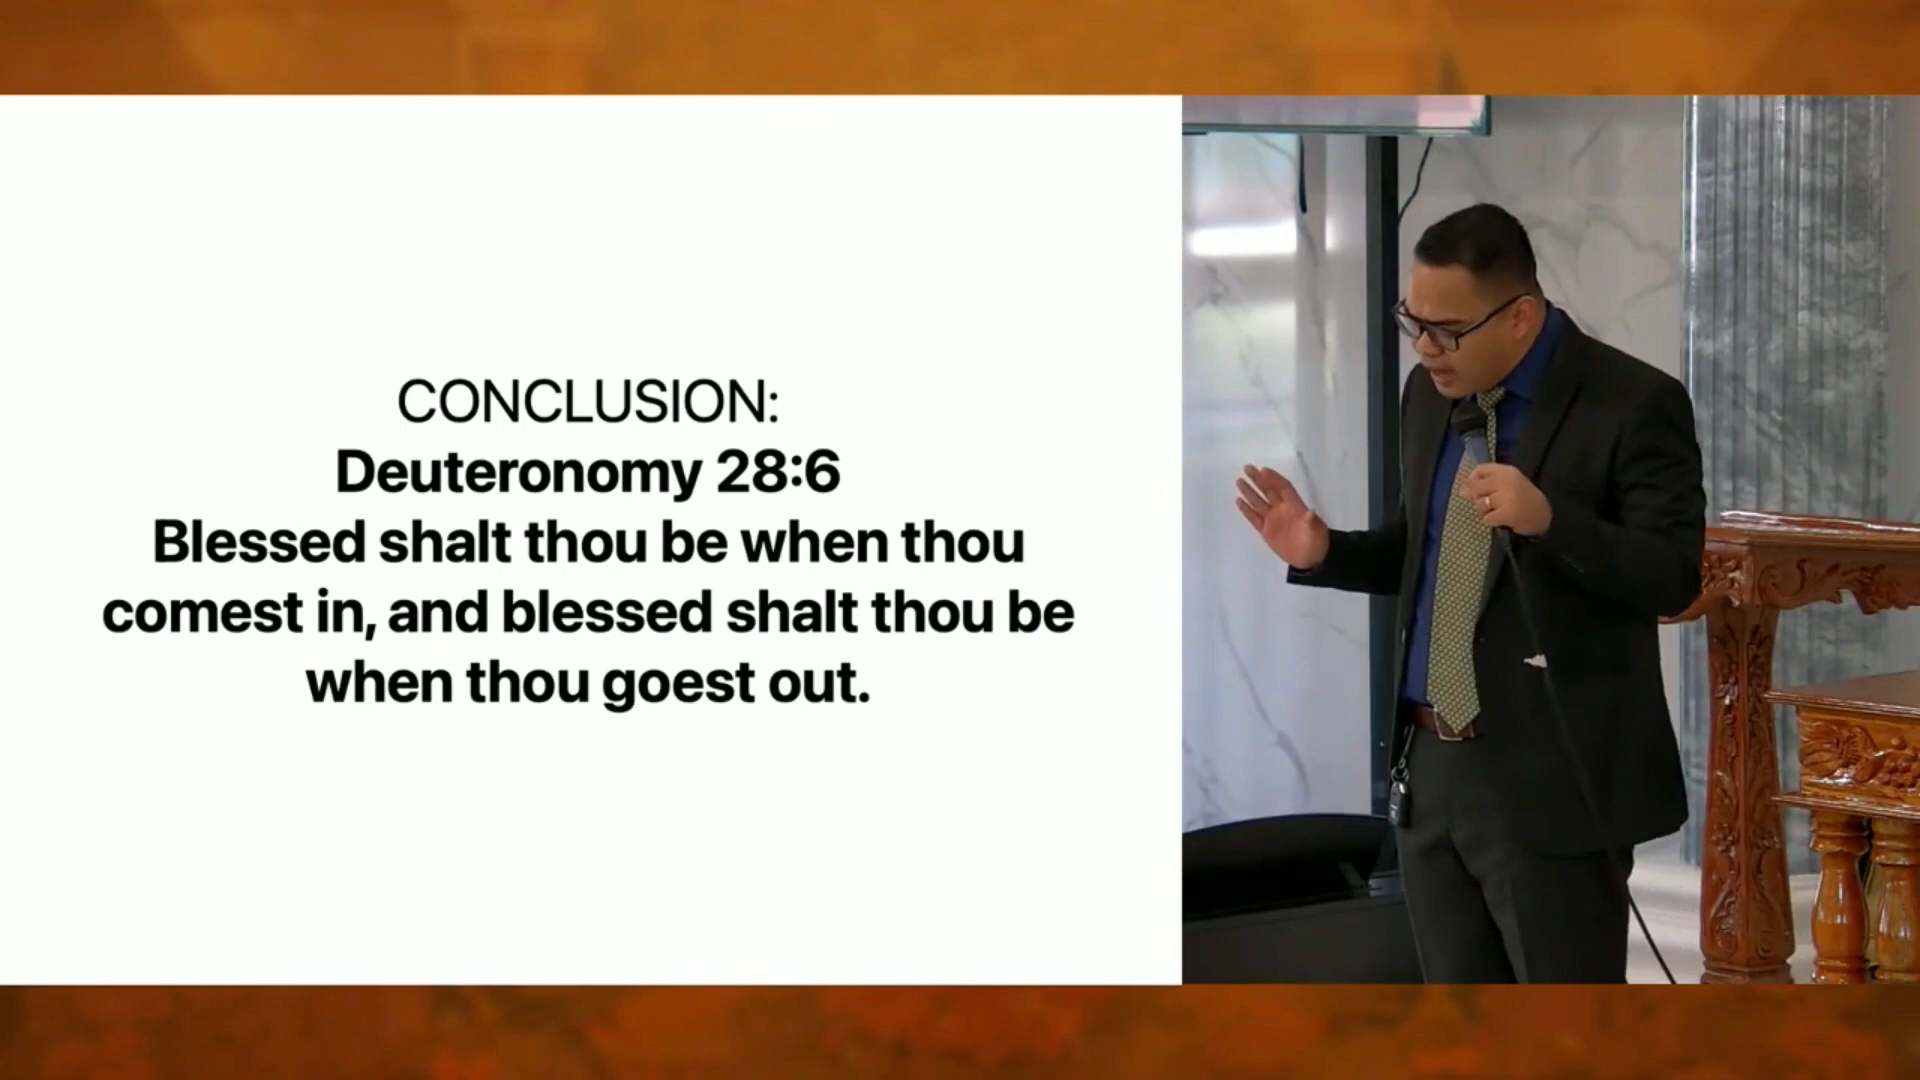 CONCLUSION:
Deuteronomy 28:6
Blessed shalt thou be when thou
comest in, and blessed shalt thou be
when thou goest out.